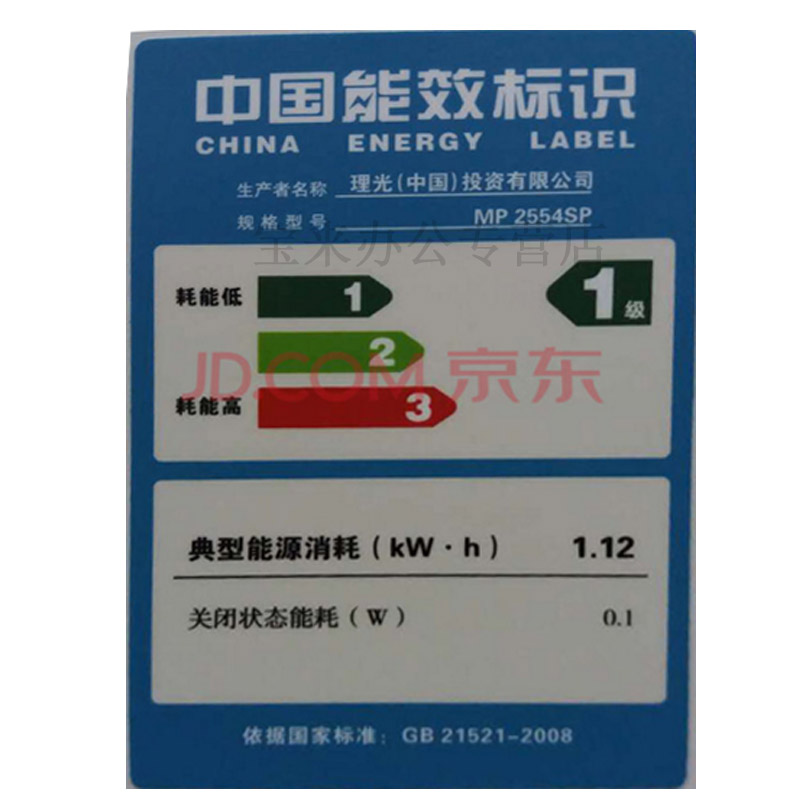 中国能效标识
CHINA ENERGY LABEL
生产者名称 理光(中国)投资有限公司
规格型号 MP 2554SP
宝来办公专营店
耗能低 1 1级
2
JD.COM 京东
耗能高 3
典型能源消耗(kW·h) 1.12
关闭状态能耗(W) 0.1
依据国家标准: GB 21521-2008